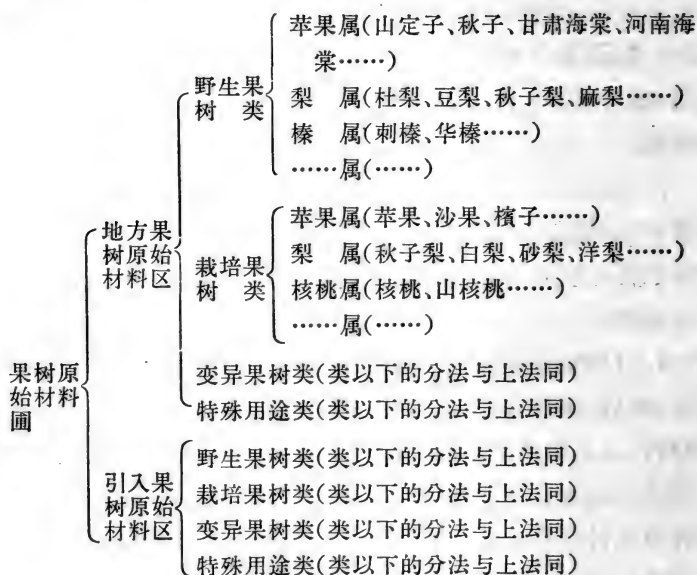 果树原始材料圃
地方果树原始材料区
野生果树类
苹果属(山定子、秋子、甘肃海棠、河南海
棠……)
梨 属(杜梨、豆梨、秋子梨、麻梨……)
榛 属(刺榛、华榛……)
……属(……)
栽培果树类
苹果属(苹果、沙果、槟子……)
梨 属(秋子梨、白梨、砂梨、洋梨……)
核桃属(核桃、山核桃……)
……属(……)
变异果树类(类以下的分法与上法同)
特殊用途类(类以下的分法与上法同)
引入果树原始材料区
野生果树类(类以下的分法与上法同)
栽培果树类(类以下的分法与上法同)
变异果树类(类以下的分法与上法同)
特殊用途类(类以下的分法与上法同)